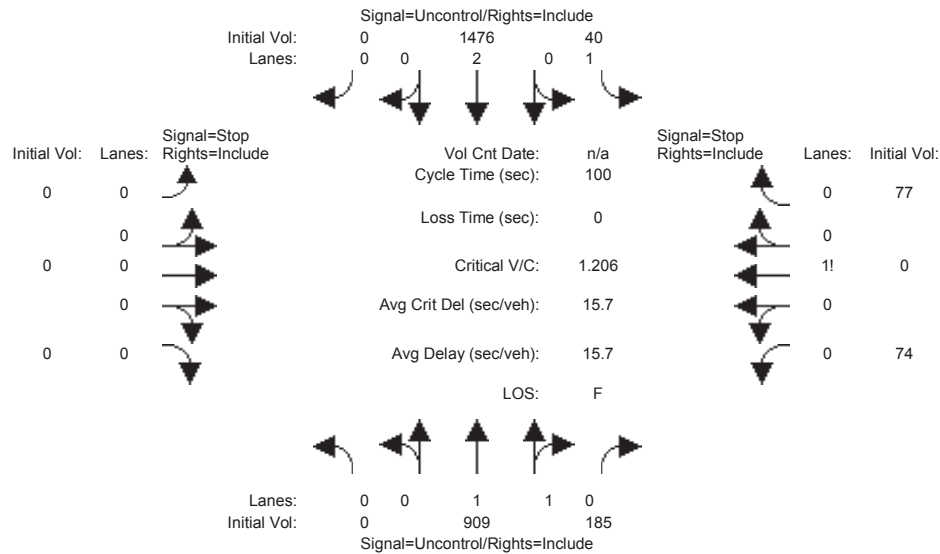 Signal=Uncontrol/Rights=Include
Initial Vol: 0 1476 40
Lanes: 0 0 2 0 1
Signal=Stop
Initial Vol: Lanes: Rights=Include
Vol Cnt Date: n/a
Signal=Stop
Rights=Include Lanes: Initial Vol:
Cycle Time (sec): 100
0 0
0 77
Loss Time (sec): 0
0
0
0 0
Critical V/C: 1.206
1! 0
0
Avg Crit Del (sec/veh): 15.7
0
0 0
Avg Delay (sec/veh): 15.7
0 74
LOS: F
Lanes: 0 0 1 1 0
Initial Vol: 0 909 185
Signal=Uncontrol/Rights=Include